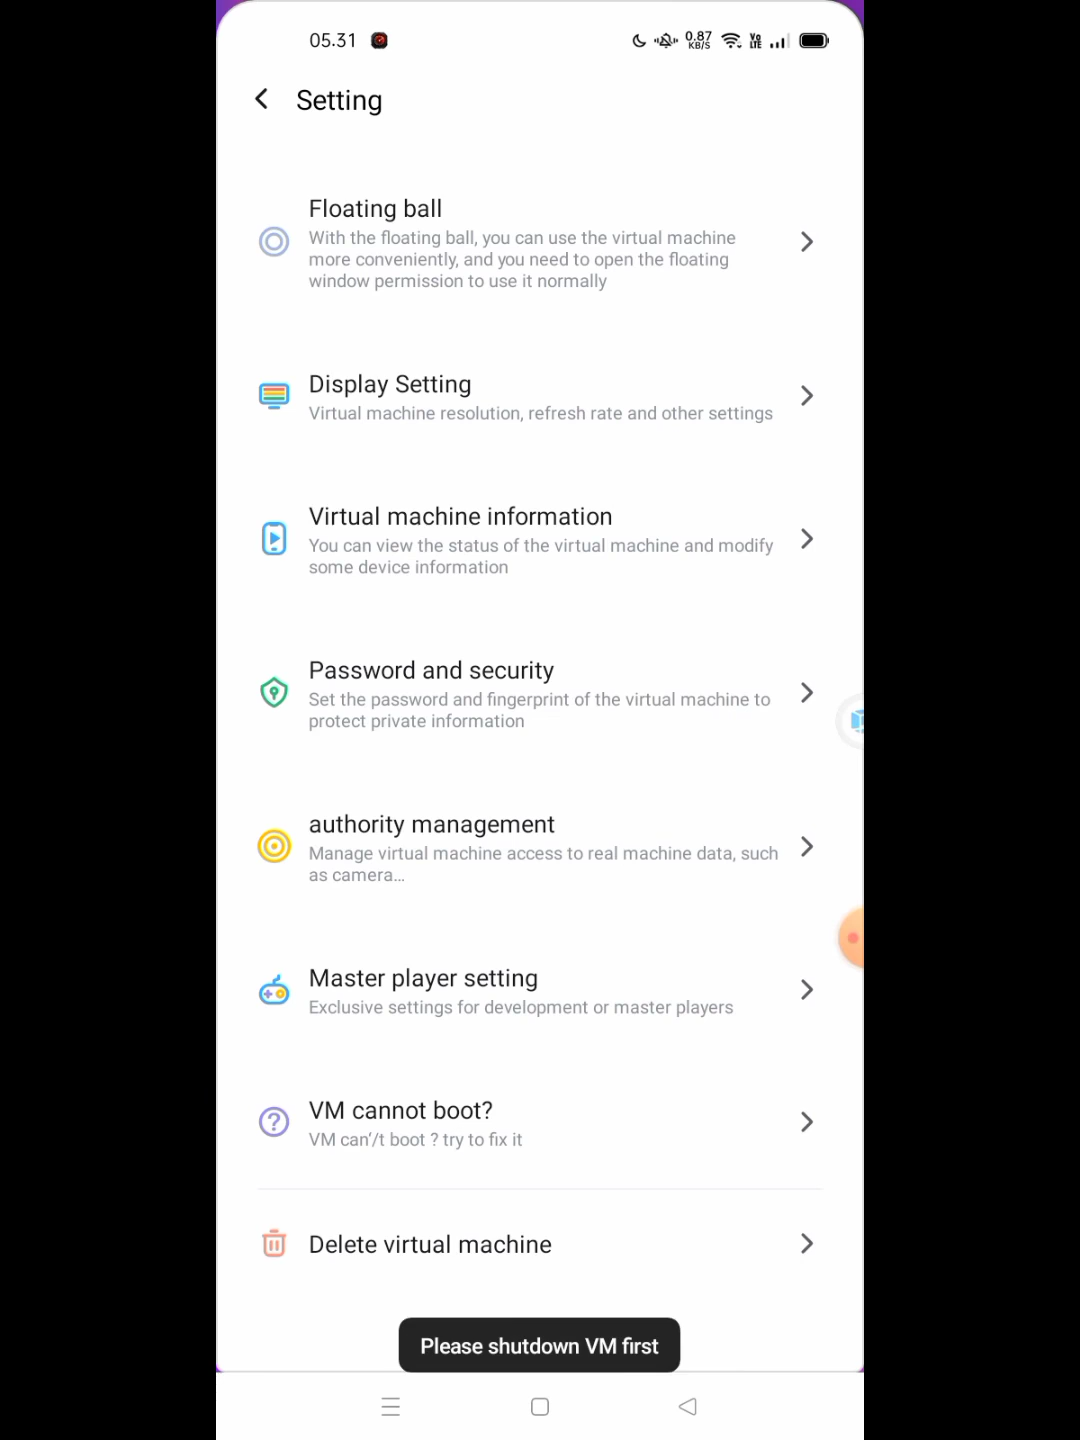 05.31
0.87
KB/S
Vo
LTE
Setting
Floating ball
With the floating ball, you can use the virtual machine
more conveniently, and you need to open the floating
window permission to use it normally
Display Setting
Virtual machine resolution, refresh rate and other settings
Virtual machine information
You can view the status of the virtual machine and modify
some device information
Password and security
Set the password and fingerprint of the virtual machine to
protect private information
authority management
Manage virtual machine access to real machine data, such
as camera...
Master player setting
Exclusive settings for development or master players
VM cannot boot?
VM can'/t boot ? try to fix it
Delete virtual machine
Please shutdown VM first